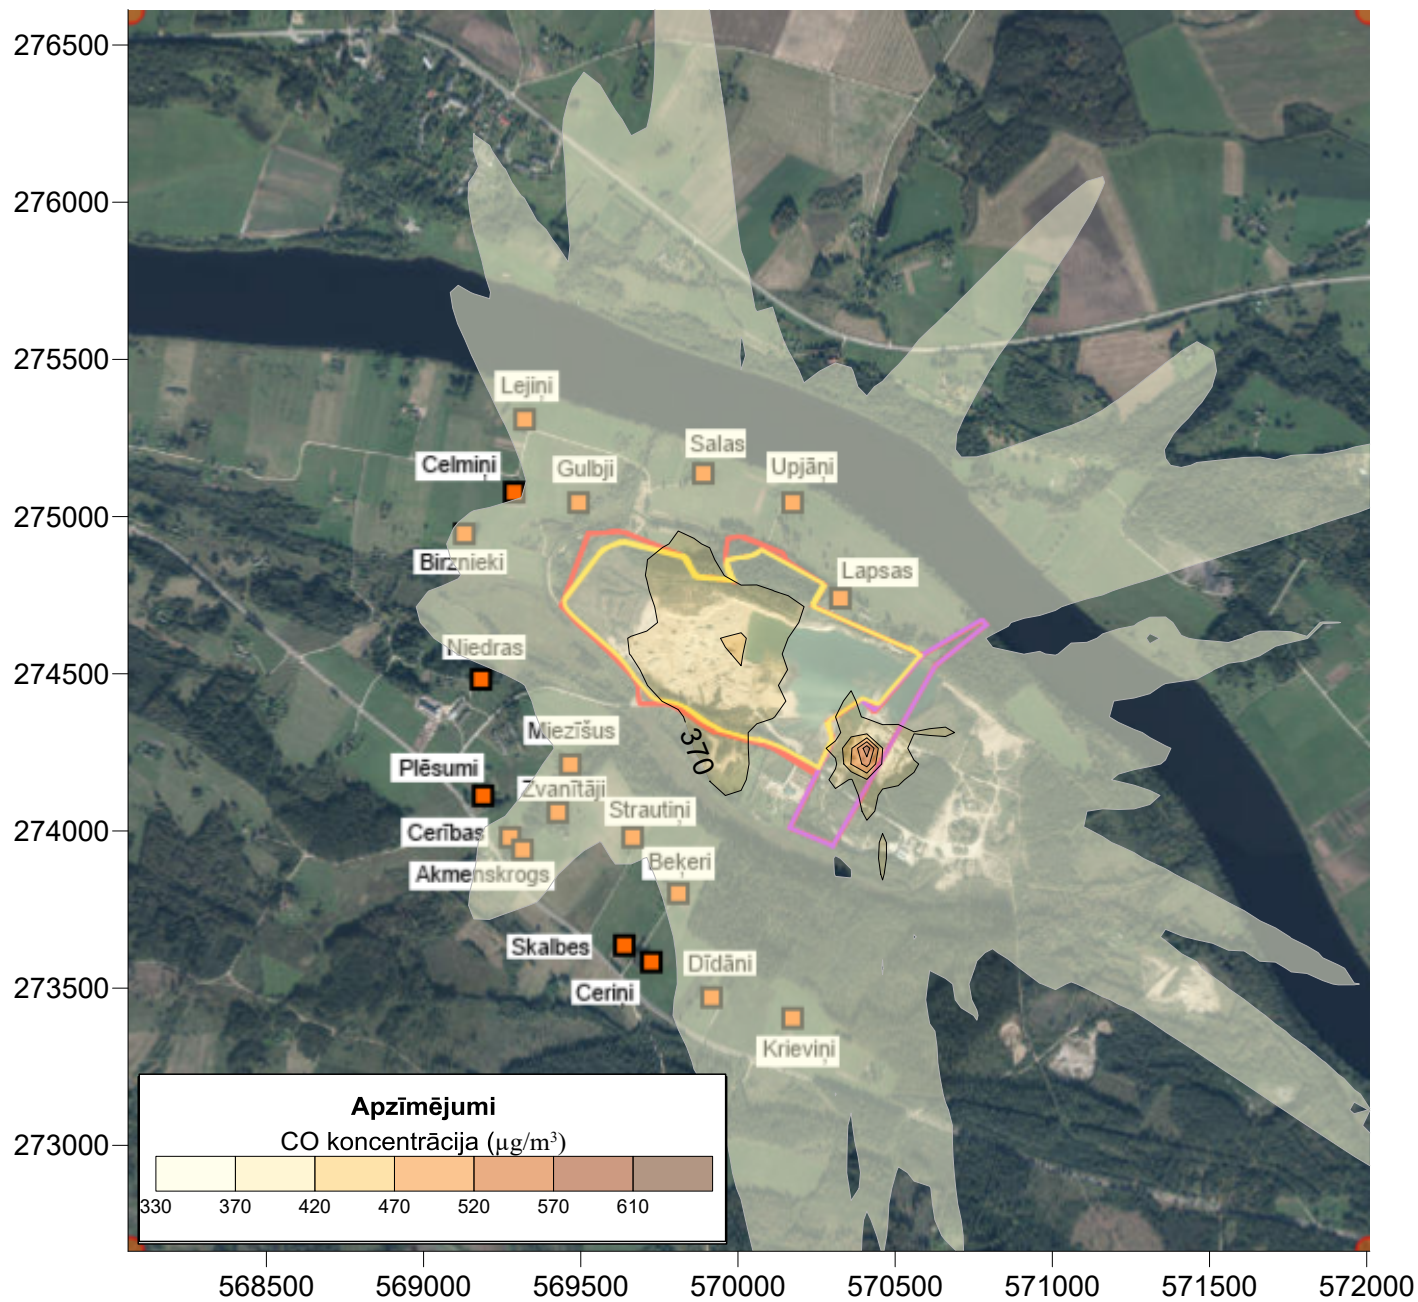 276500
276000
275500
275000
274500
274000
273500
273000
Lejiņi
Salas
Celmiņi
Gulbji
Upjāņi
Birznieki
Lapsas
Niedras
Miezīšus
370
Plēsumi
Zvanītāji
Strautiņi
Cerības
Beķeri
Akmenskrogs
Skalbes
Dīdāni
Ceriņi
Krieviņi
Apzīmējumi
CO koncentrācija (µg/m³)
330 370 420 470 520 570 610
568500 569000 569500 570000 570500 571000 571500 572000